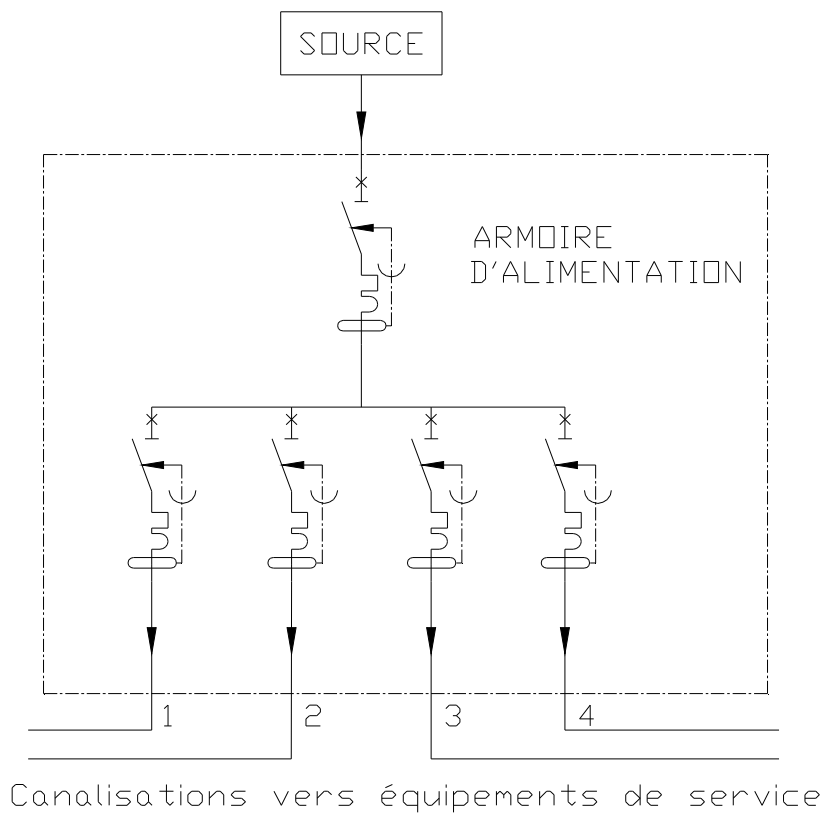 SOURCE
ARMOIRE
D'ALIMENTATION
1 2 3 4
Canalisations vers équipements de service